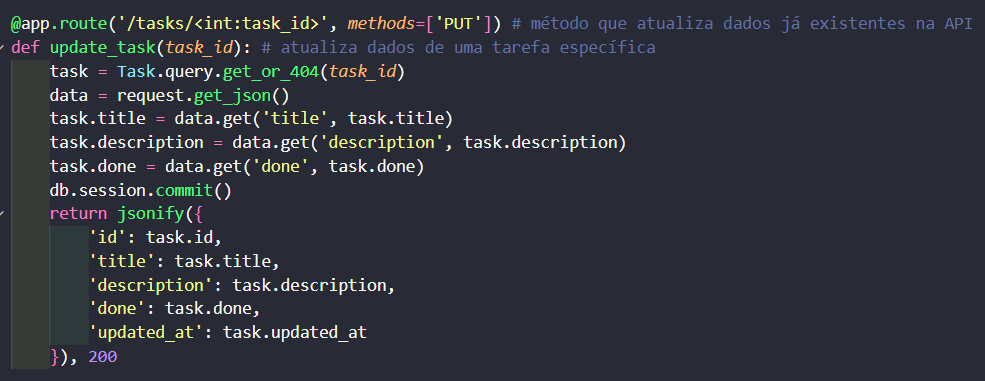 @app.route('/tasks/<int:task_id>', methods=['PUT']) # método que atualiza dados já existentes na API
def update_task(task_id): # atualiza dados de uma tarefa específica
    task = Task.query.get_or_404(task_id)
    data = request.get_json()
    task.title = data.get('title', task.title)
    task.description = data.get('description', task.description)
    task.done = data.get('done', task.done)
    db.session.commit()
    return jsonify({
        'id': task.id,
        'title': task.title,
        'description': task.description,
        'done': task.done,
        'updated_at': task.updated_at
    }), 200